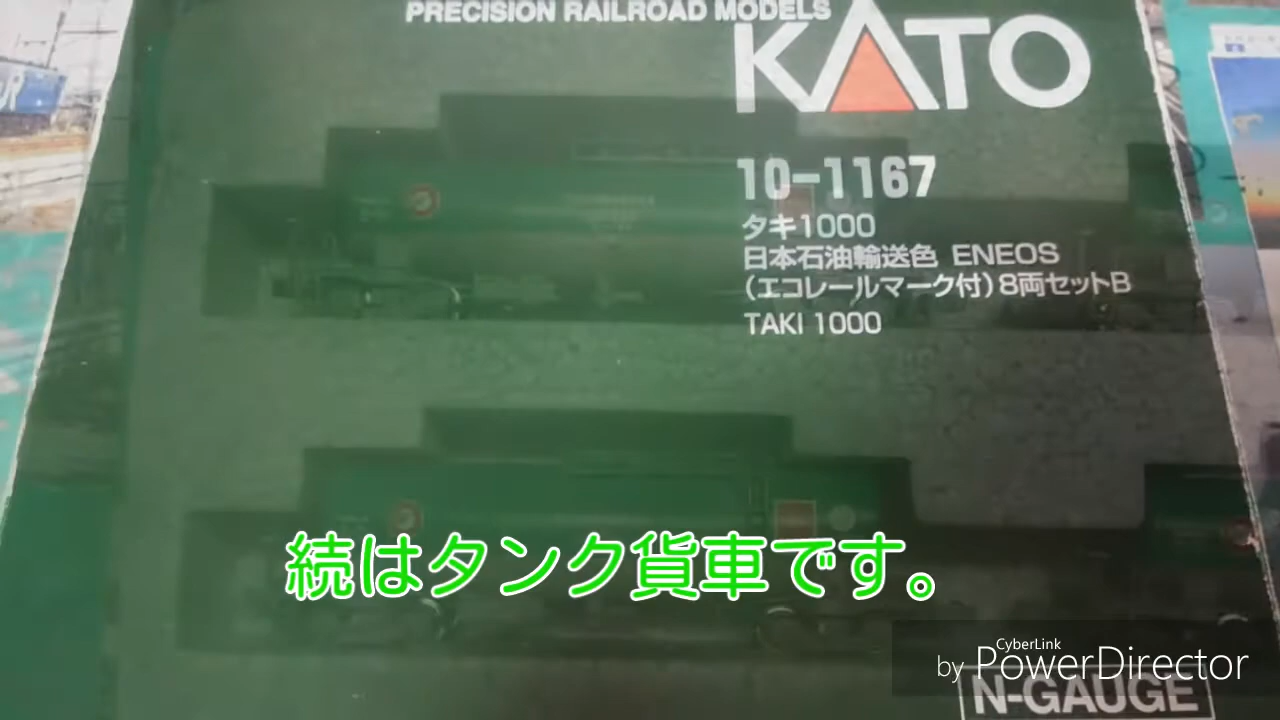 PRECISION RAILROAD MODELS
KATO
10-1167
タキ1000
日本石油輸送色 ENEOS
(エコレールマーク付)8両セットB
TAKI 1000
続はタンク貨車です。
CyberLink
by PowerDirector
N-GAUGE